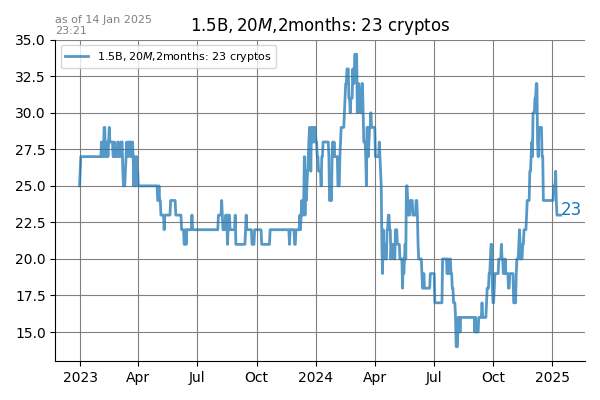 as of 14 Jan 2025
23:21
1.5B, 20M,2months: 23 cryptos
1.5B, 20M,2months: 23 cryptos
35.0
32.5
30.0
27.5
25.0
22.5
20.0
17.5
15.0
23
2023
Apr
Jul
Oct
2024
Apr
Jul
Oct
2025